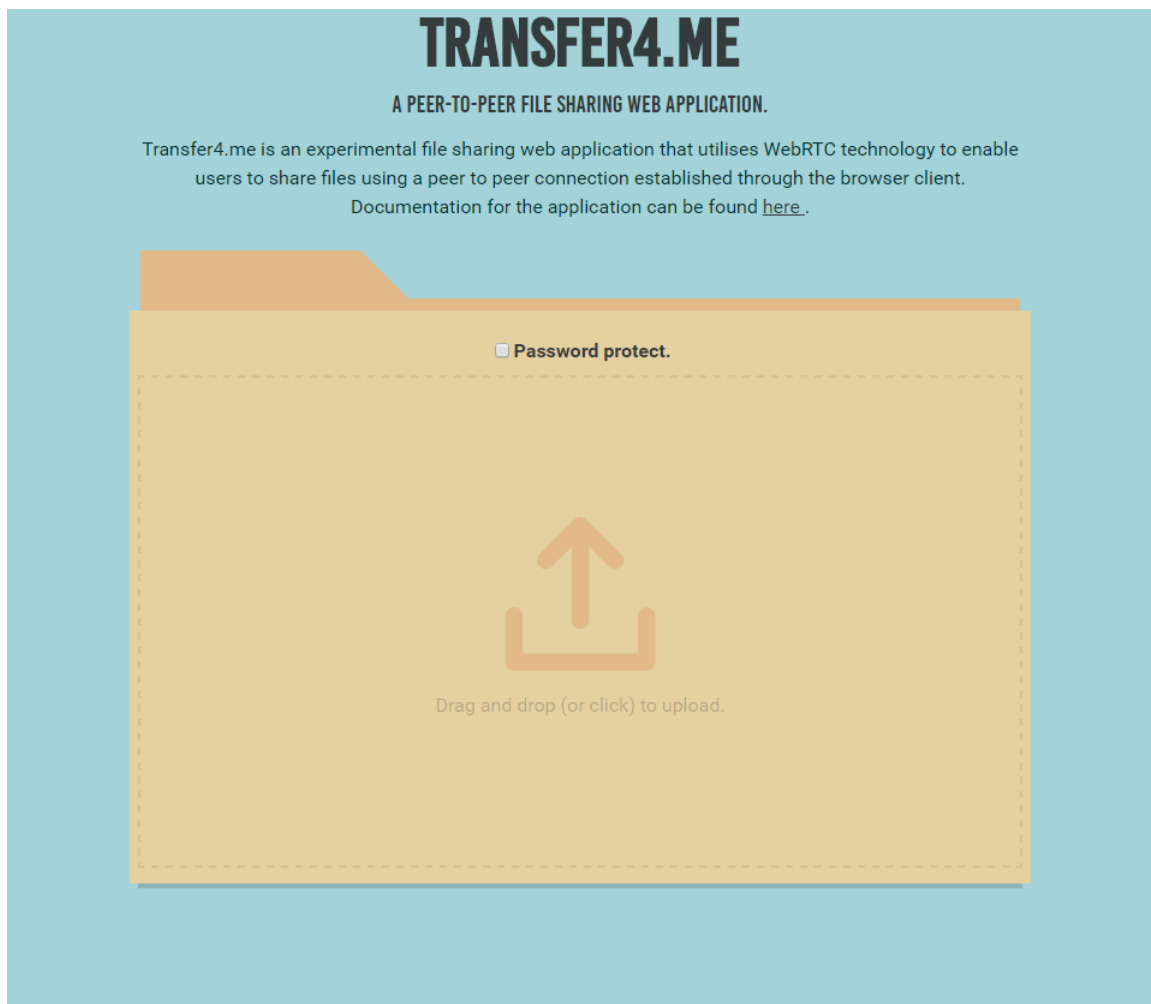 TRANSFER4.ME
A PEER-TO-PEER FILE SHARING WEB APPLICATION.
Transfer4.me is an experimental file sharing web application that utilises WebRTC technology to enable
users to share files using a peer to peer connection established through the browser client.
Documentation for the application can be found here .
Password protect.
Drag and drop (or click) to upload.